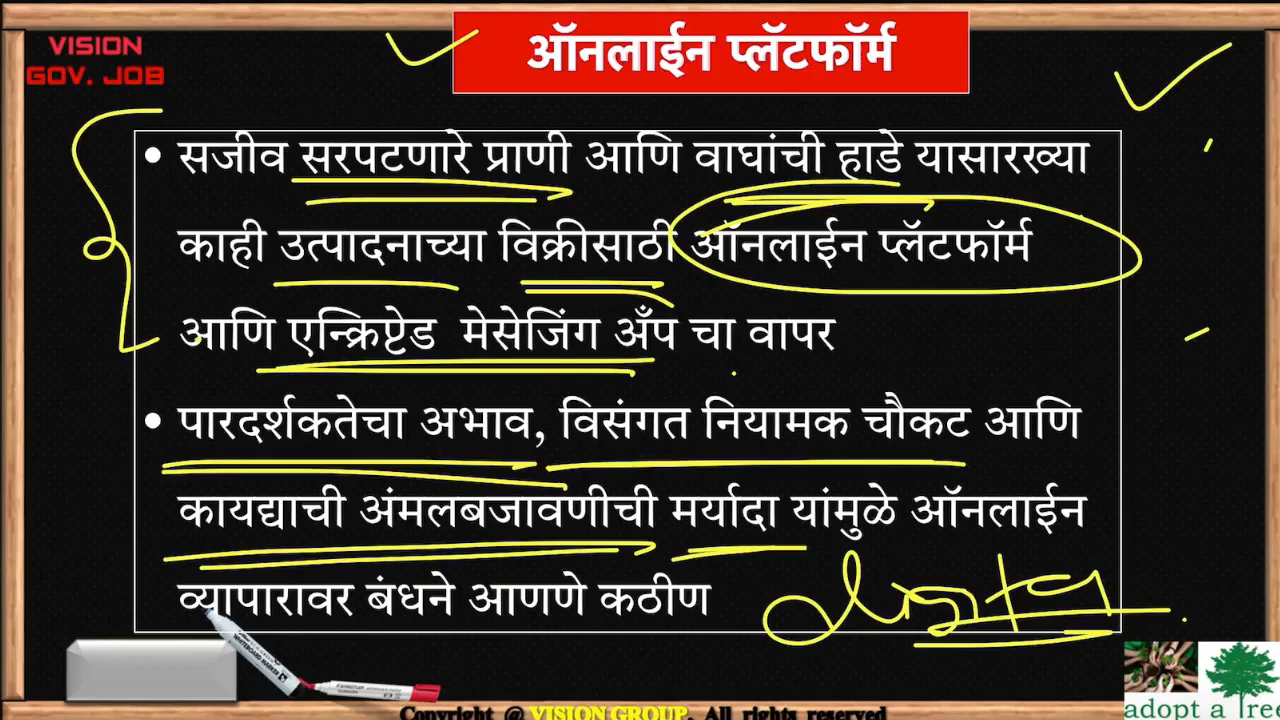 VISION
GOV. JOB
ऑनलाईन प्लॅटफॉर्म
• सजीव सरपटणारे प्राणी आणि वाघांची हाडे यासारख्या
काही उत्पादनाच्या विक्रीसाठी ऑनलाईन प्लॅटफॉर्म
आणि एन्क्रिप्टेड मेसेजिंग अँप चा वापर
• पारदर्शकतेचा अभाव, विसंगत नियामक चौकट आणि
कायद्याची अंमलबजावणीची मर्यादा यांमुळे ऑनलाईन
व्यापारावर बंधने आणणे कठीण
adopt a Tree
Copyright @ VISION GROUP. All rights reserved